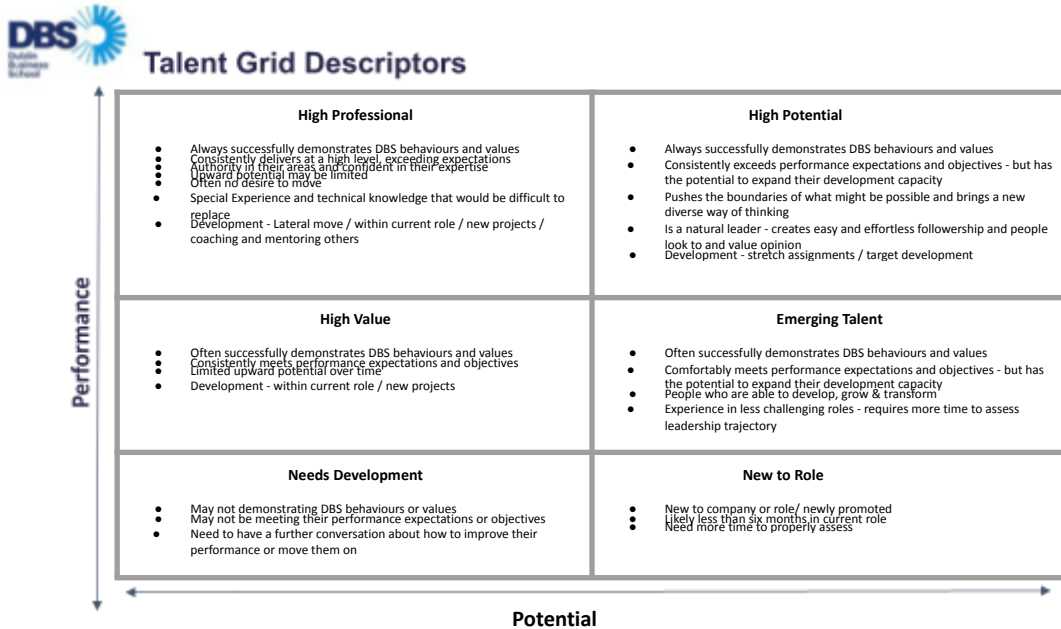 DBS
Dublin
Business
School
Talent Grid Descriptors
Performance
High Professional
● Always successfully demonstrates DBS behaviours and values
● Consistently delivers at a high level, exceeding expectations
● Authority in their areas and confident in their expertise
● Upward potential may be limited
● Often no desire to move
● Special Experience and technical knowledge that would be difficult to
replace
● Development - Lateral move / within current role / new projects /
coaching and mentoring others
High Potential
● Always successfully demonstrates DBS behaviours and values
● Consistently exceeds performance expectations and objectives - but has
the potential to expand their development capacity
● Pushes the boundaries of what might be possible and brings a new
diverse way of thinking
● Is a natural leader - creates easy and effortless followership and people
look to and value opinion
● Development - stretch assignments / target development
High Value
● Often successfully demonstrates DBS behaviours and values
● Consistently meets performance expectations and objectives
● Limited upward potential over time
● Development - within current role / new projects
Emerging Talent
● Often successfully demonstrates DBS behaviours and values
● Comfortably meets performance expectations and objectives - but has
the potential to expand their development capacity
● People who are able to develop, grow & transform
● Experience in less challenging roles - requires more time to assess
leadership trajectory
Needs Development
● May not demonstrating DBS behaviours or values
● May not be meeting their performance expectations or objectives
● Need to have a further conversation about how to improve their
performance or move them on
New to Role
● New to company or role/ newly promoted
● Likely less than six months in current role
● Need more time to properly assess
Potential